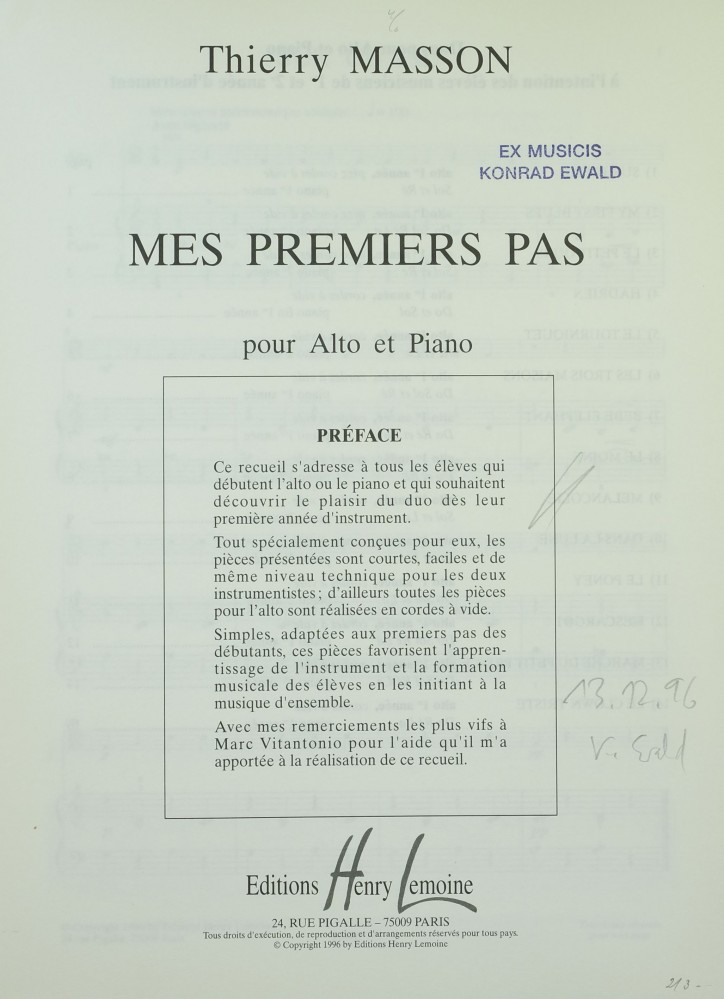 Thierry MASSON
EX MUSICIS
KONRAD EWALD
MES PREMIERS PAS
pour Alto et Piano
PRÉFACE
Ce recueil s'adresse à tous les élèves qui
débutent l'alto ou le piano et qui souhaitent
découvrir le plaisir du duo dès leur
première année d'instrument.
Tout spécialement conçues pour eux, les
pièces présentées sont courtes, faciles et de
même niveau technique pour les deux
instrumentistes ; d'ailleurs toutes les pièces
pour l'alto sont réalisées en cordes à vide.
Simples, adaptées aux premiers pas des
débutants, ces pièces favorisent l'appren-
tissage de l'instrument et la formation
musicale des élèves en les initiant à la
musique d'ensemble.
Avec mes remerciements les plus vifs à
Marc Vitantonio pour l'aide qu'il m'a
apportée à la réalisation de ce recueil.
13.12.96
K. Ewald
Editions Henry Lemoine
24, RUE PIGALLE – 75009 PARIS
Tous droits d'exécution, de reproduction et d'arrangements réservés pour tous pays.
© Copyright 1996 by Editions Henry Lemoine